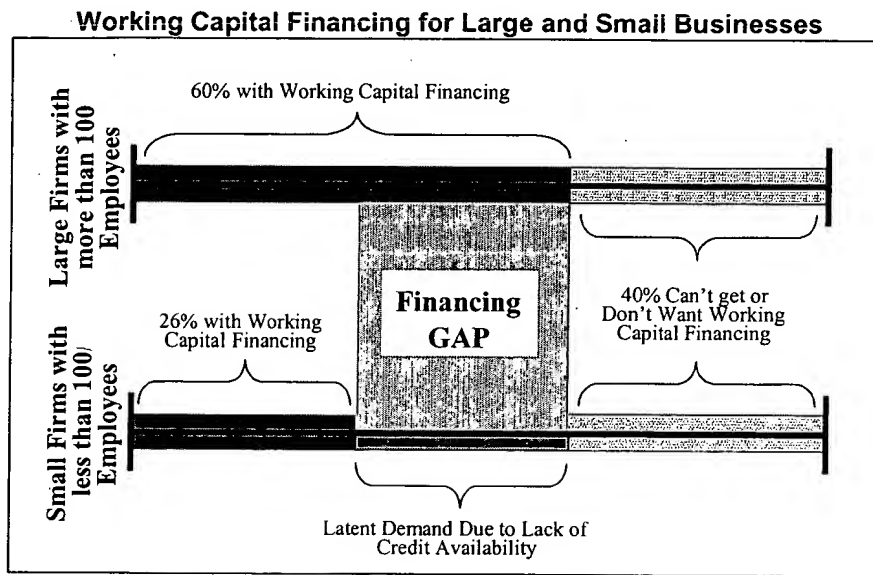 Working Capital Financing for Large and Small Businesses
60% with Working Capital Financing
Large Firms with
more than 100
Employees
Financing
GAP
40% Can't get or
Don't Want Working
Capital Financing
26% with Working
Capital Financing
Small Firms with
less than 100/
Employees
Latent Demand Due to Lack of
Credit Availability